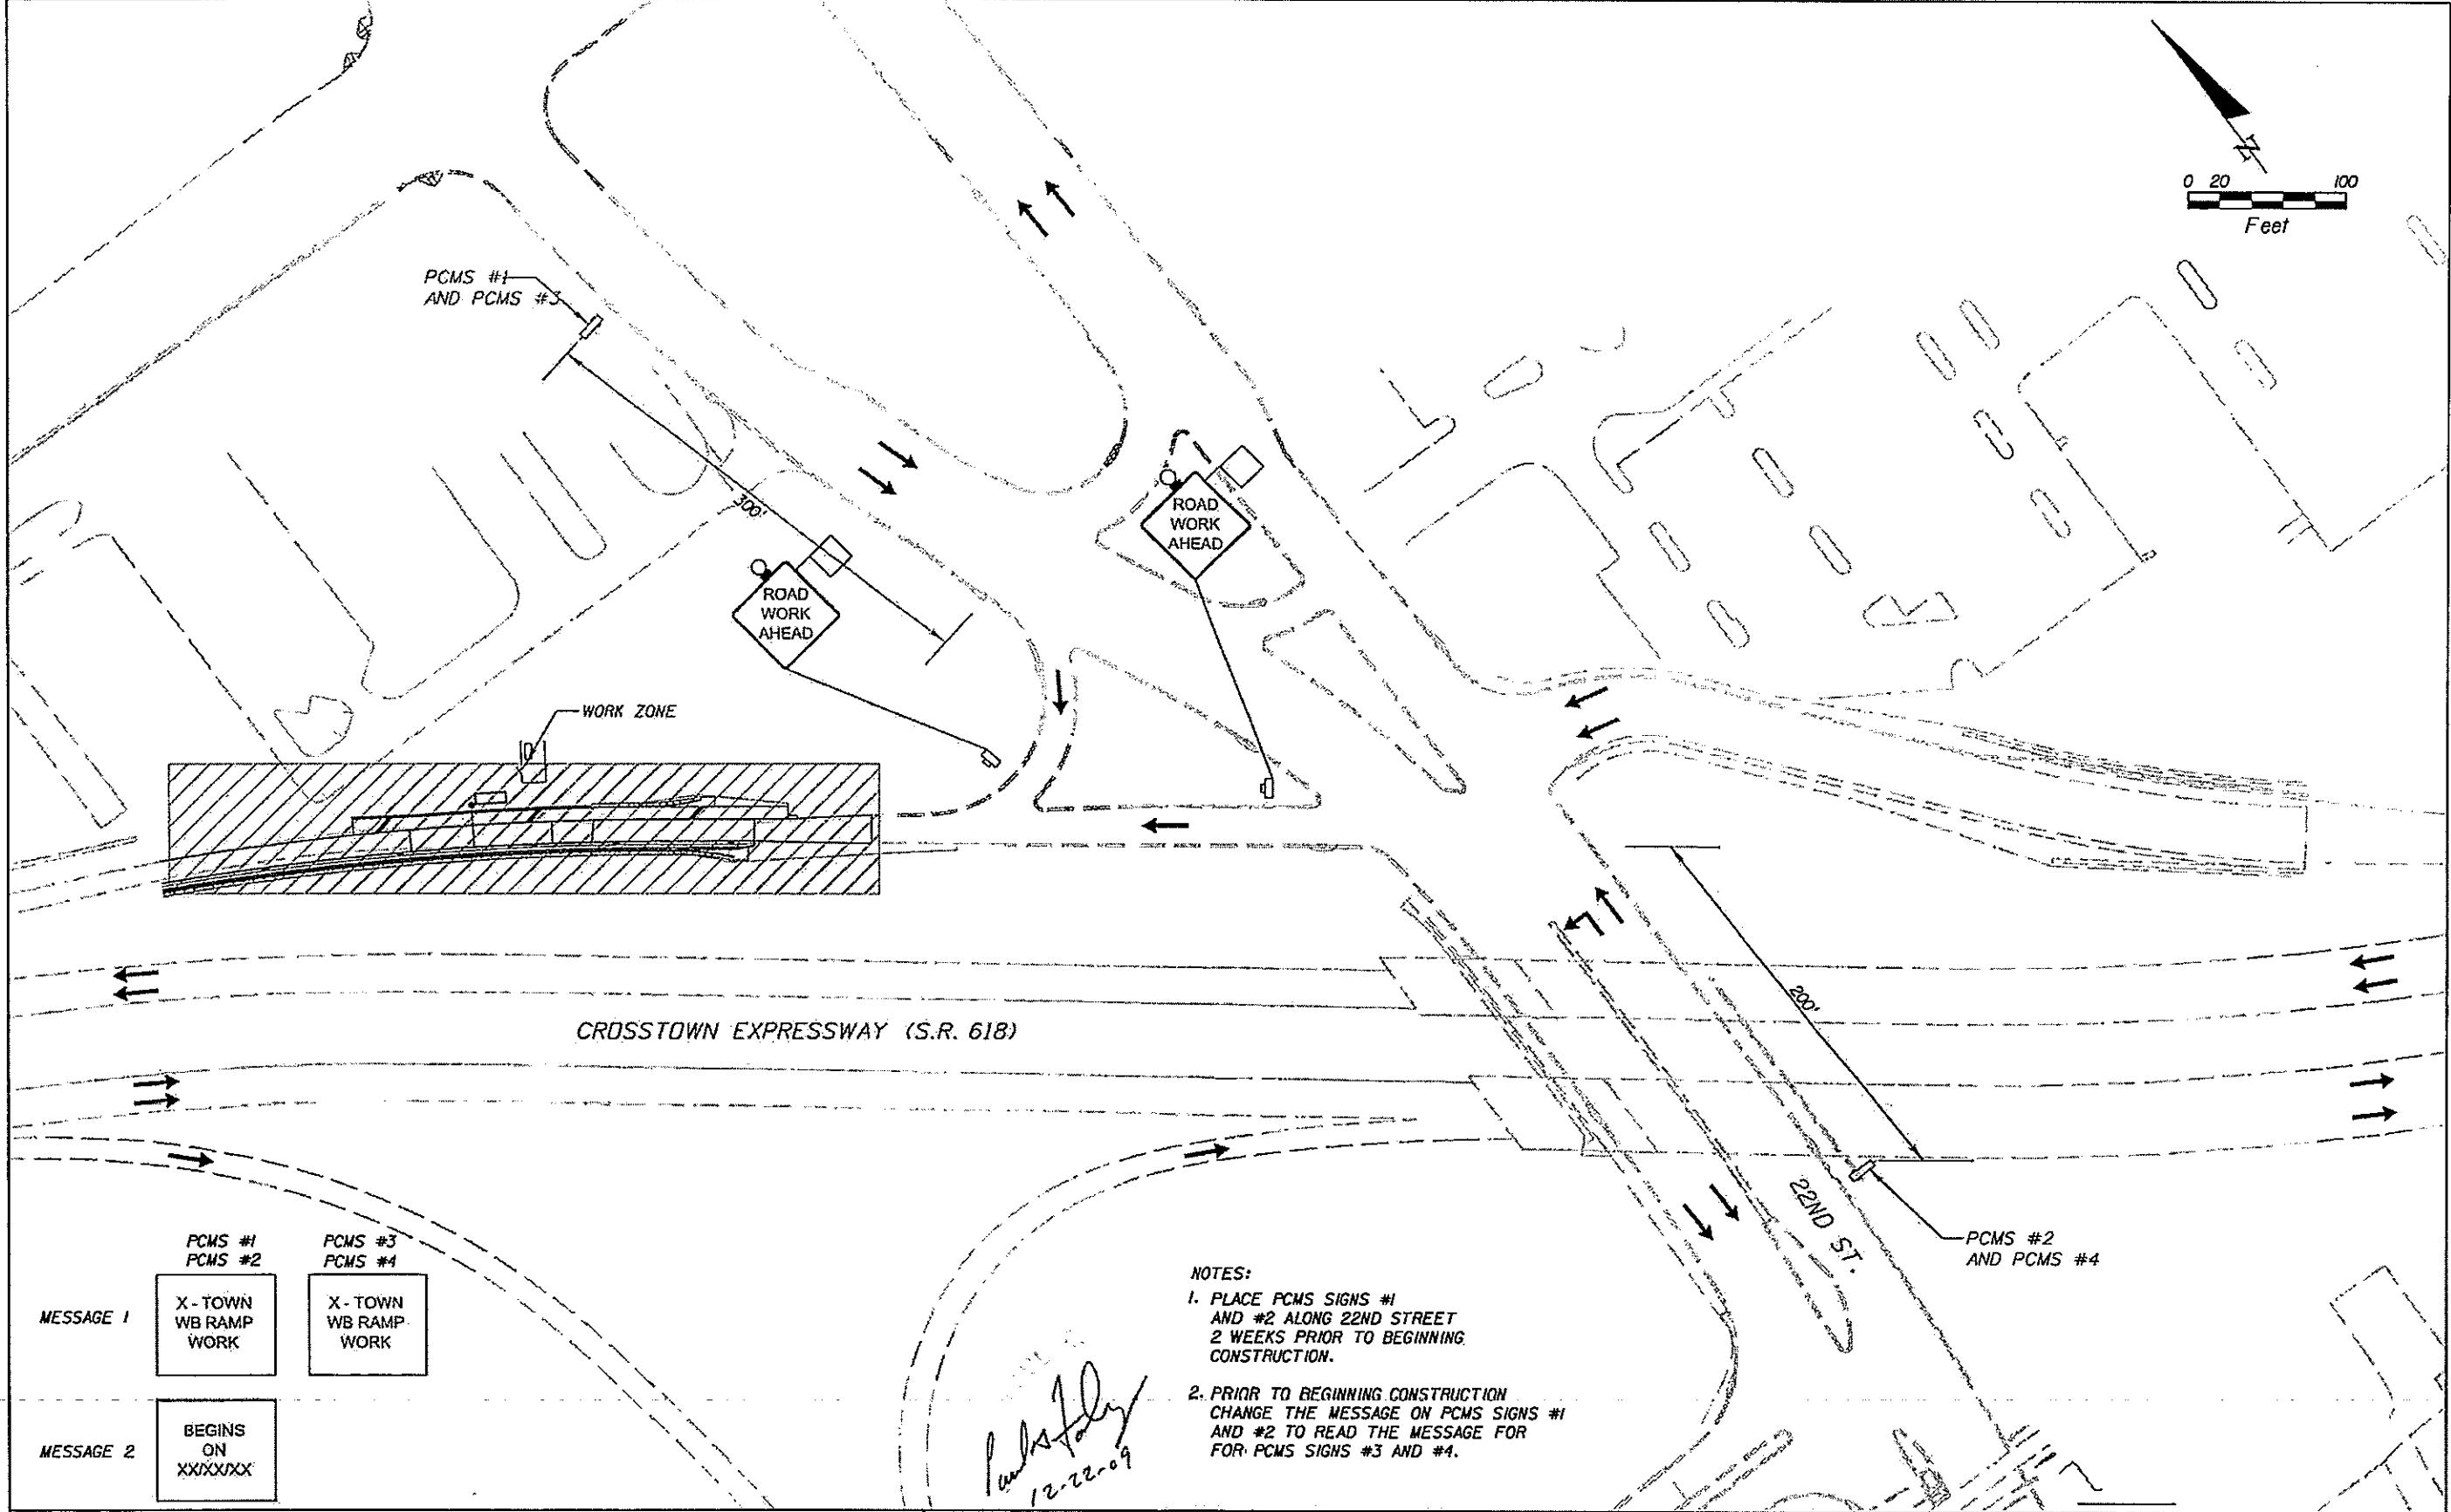 N
0 20 100
Feet
PCMS #1
AND PCMS #3
300'
ROAD
WORK
AHEAD
ROAD
WORK
AHEAD
WORK ZONE
200'
CROSSTOWN EXPRESSWAY (S.R. 618)
22ND ST.
PCMS #2
AND PCMS #4
PCMS #1
PCMS #2
PCMS #3
PCMS #4
MESSAGE 1
X-TOWN
WB RAMP
WORK
X-TOWN
WB RAMP
WORK
MESSAGE 2
BEGINS
ON
XX/XX/XX
NOTES:
1. PLACE PCMS SIGNS #1
AND #2 ALONG 22ND STREET
2 WEEKS PRIOR TO BEGINNING
CONSTRUCTION.
2. PRIOR TO BEGINNING CONSTRUCTION
CHANGE THE MESSAGE ON PCMS SIGNS #1
AND #2 TO READ THE MESSAGE FOR
FOR PCMS SIGNS #3 AND #4.
12-22-09